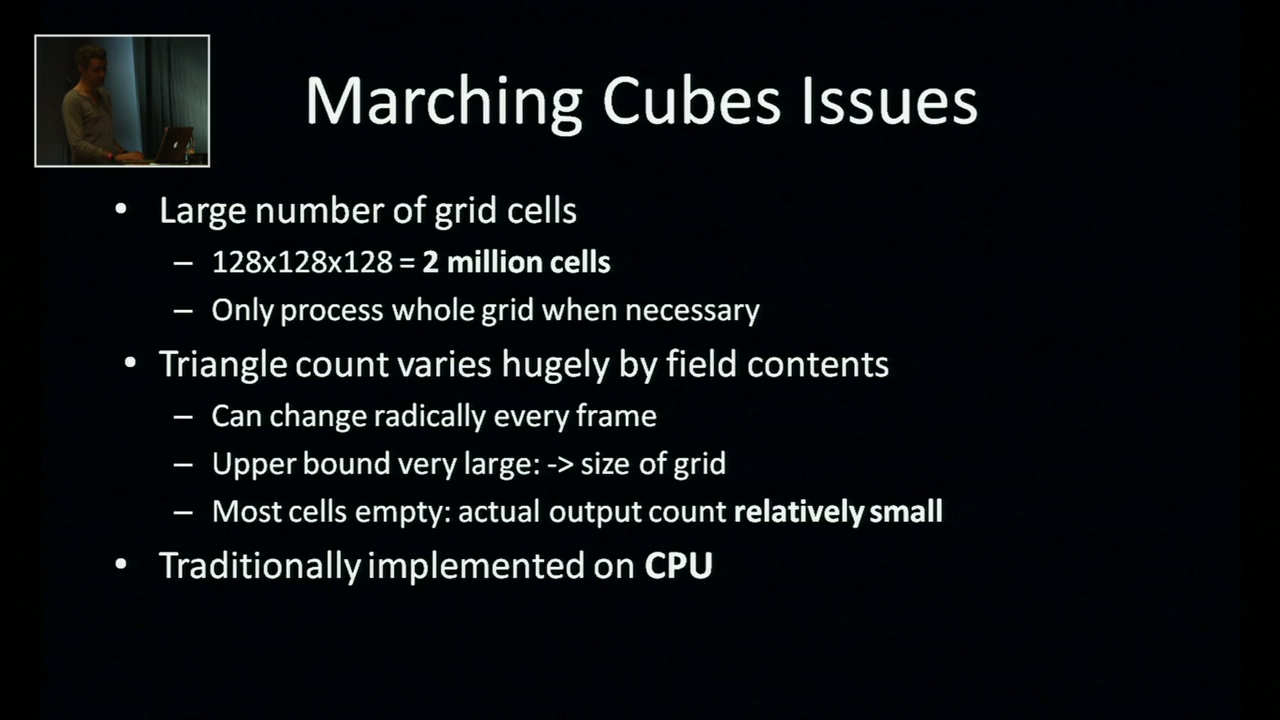 Marching Cubes Issues
• Large number of grid cells
– 128x128x128 = 2 million cells
– Only process whole grid when necessary
• Triangle count varies hugely by field contents
– Can change radically every frame
– Upper bound very large: -> size of grid
– Most cells empty: actual output count relatively small
• Traditionally implemented on CPU